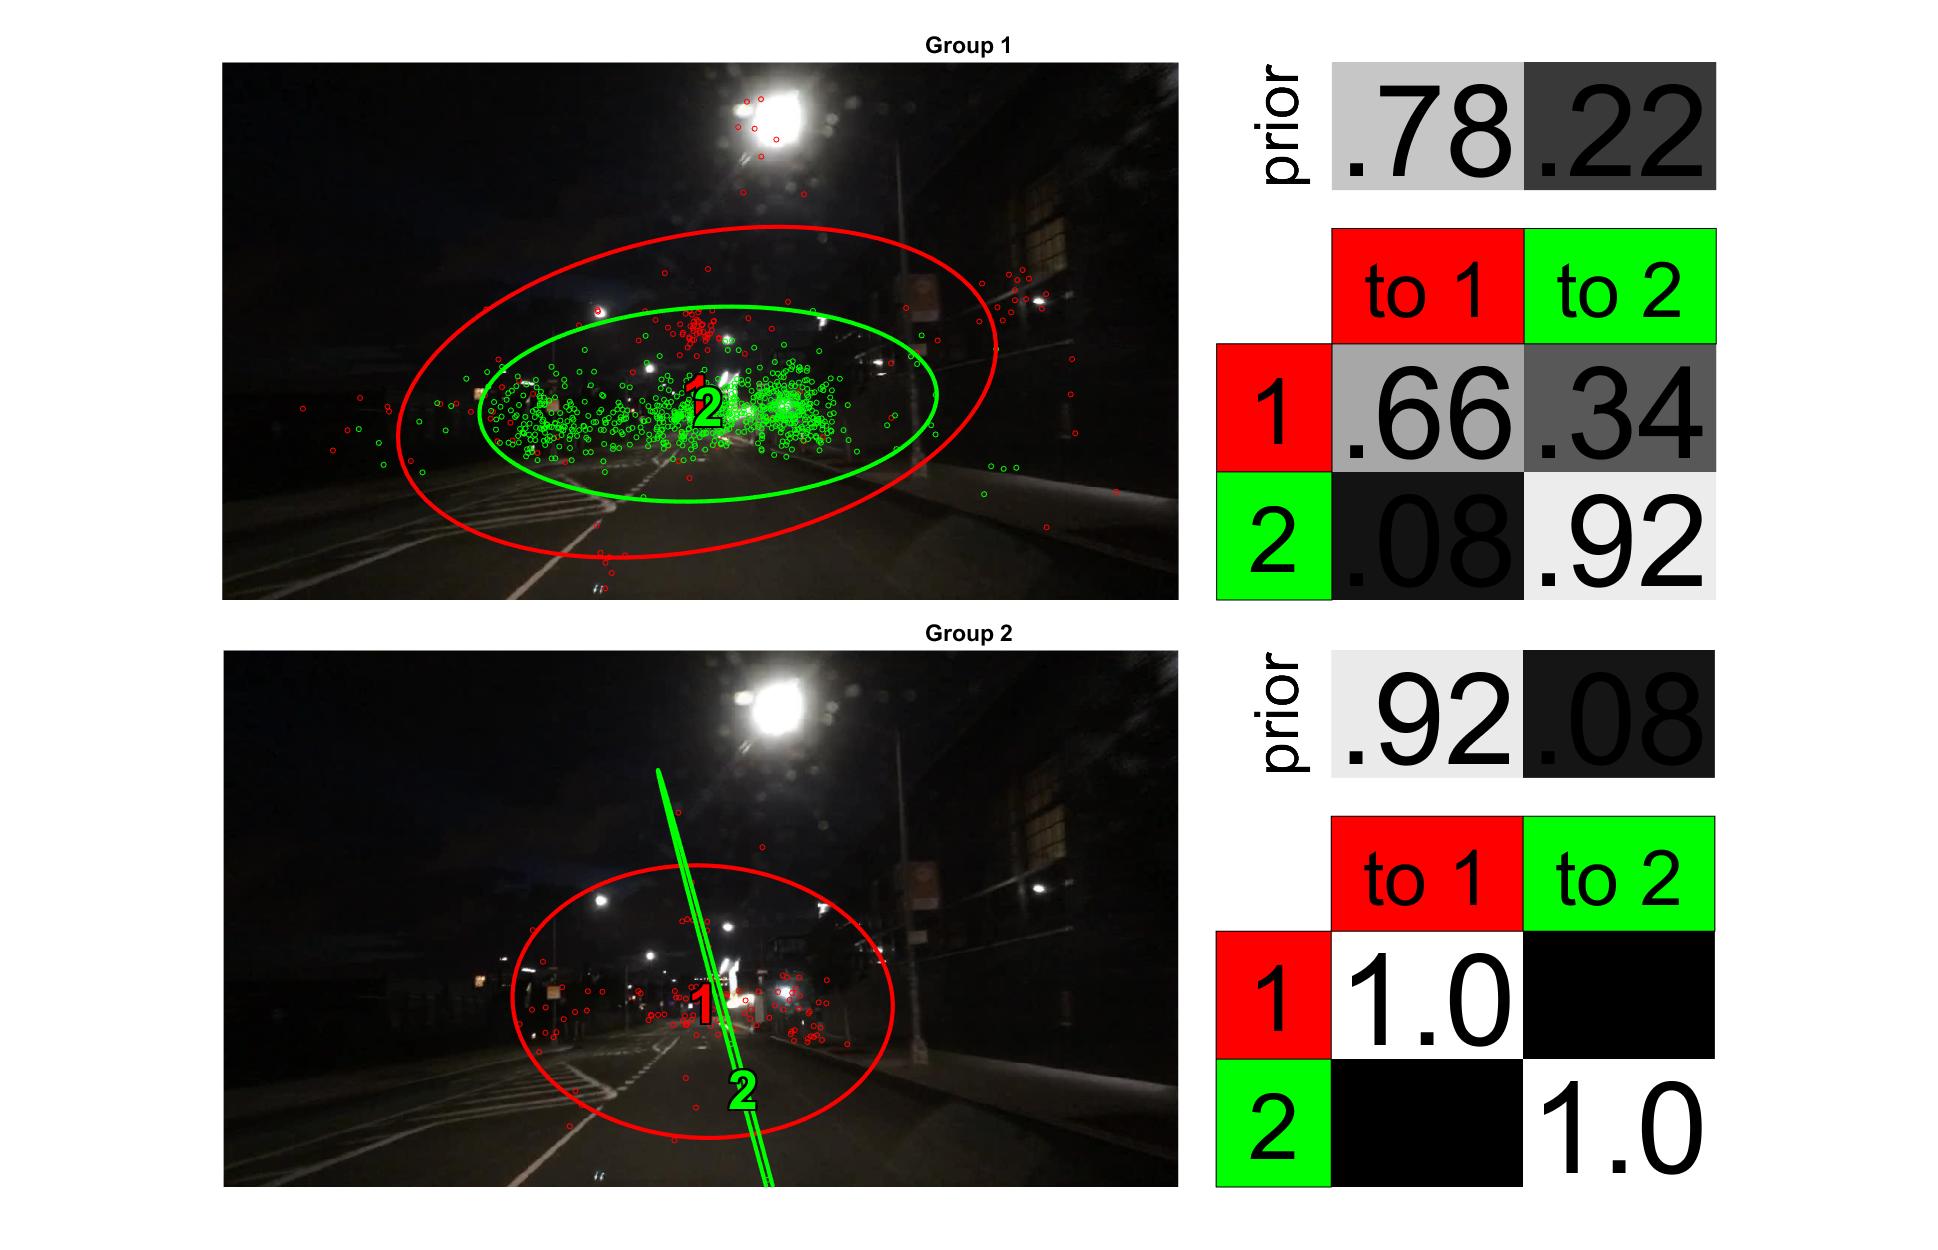 Group 1
1
2
prior
.78 .22
to 1 to 2
1 .66 .34
2 .08 .92
Group 2
1
2
prior
.92 .08
to 1 to 2
1 1.0
2 1.0